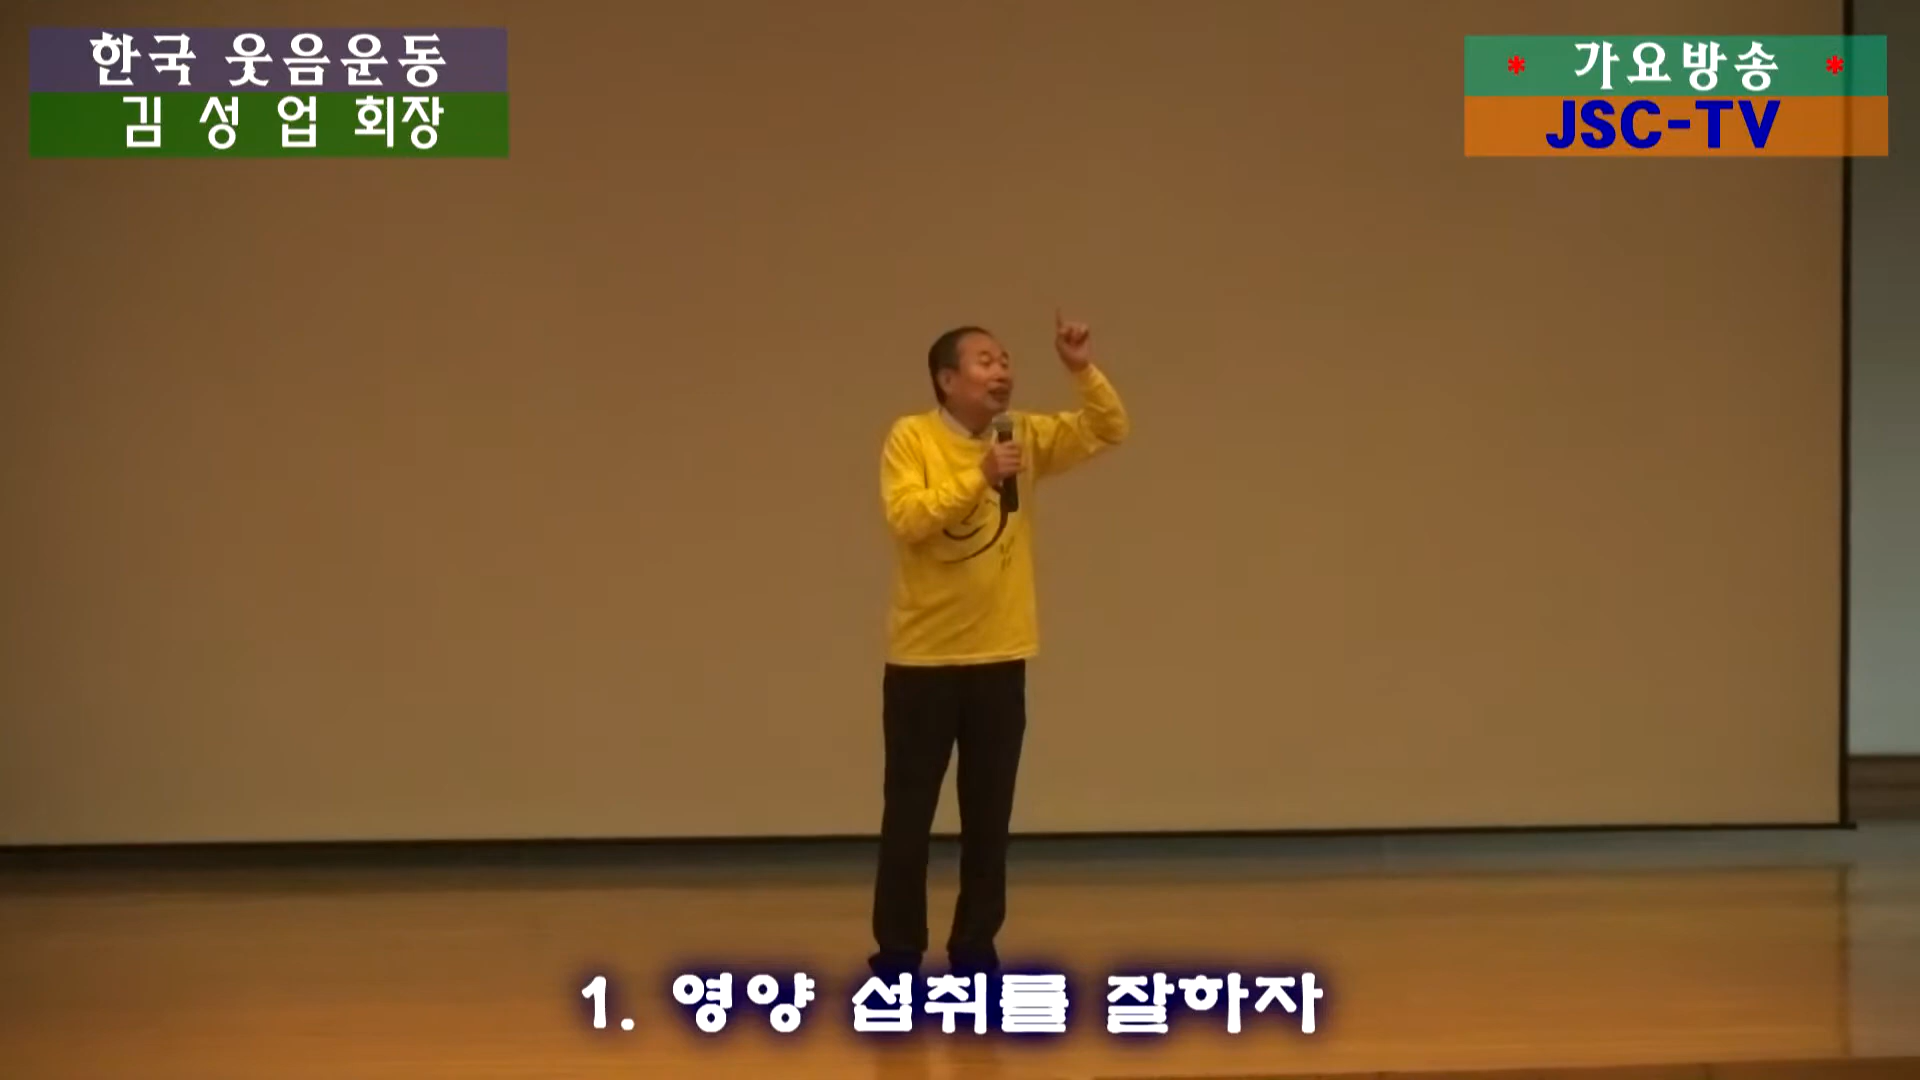 한국 웃음운동
김 성 업 회장
* 가요방송 *
JSC-TV
1. 영양 섭취를 잘하자